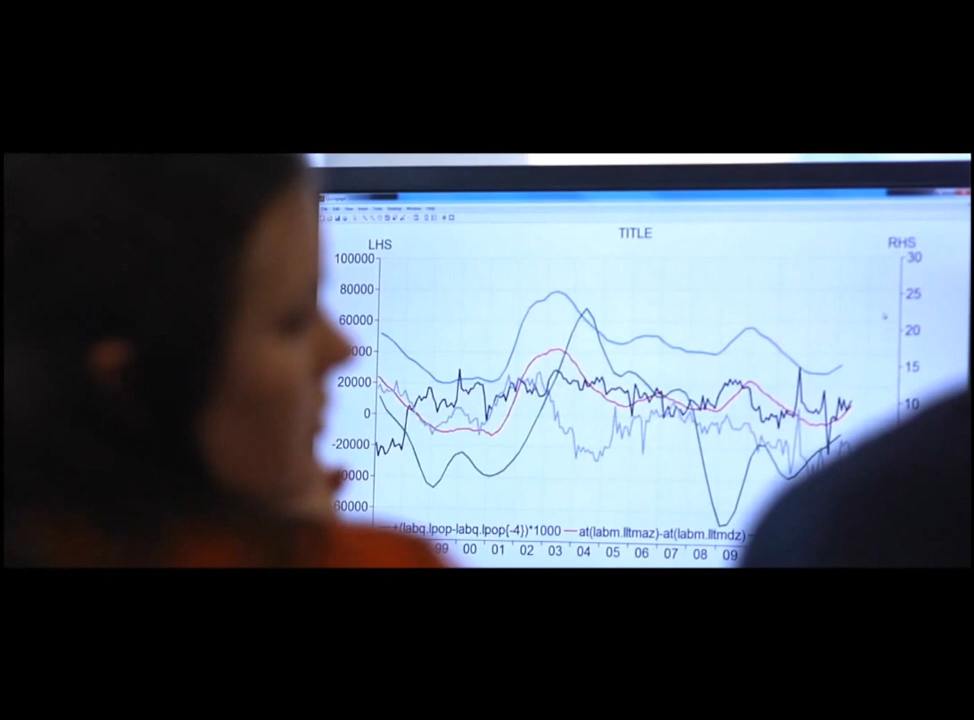 TITLE
LHS
RHS
100000
80000
60000
0000
20000
0
-20000
0000
60000
30
25
20
15
10
+(labq.lpop-labq.lpop{-4})*1000 — at(labm.lltmaz)-at(labm.lltmdz)
99 00 01 02 03 04 05 06 07 08 09